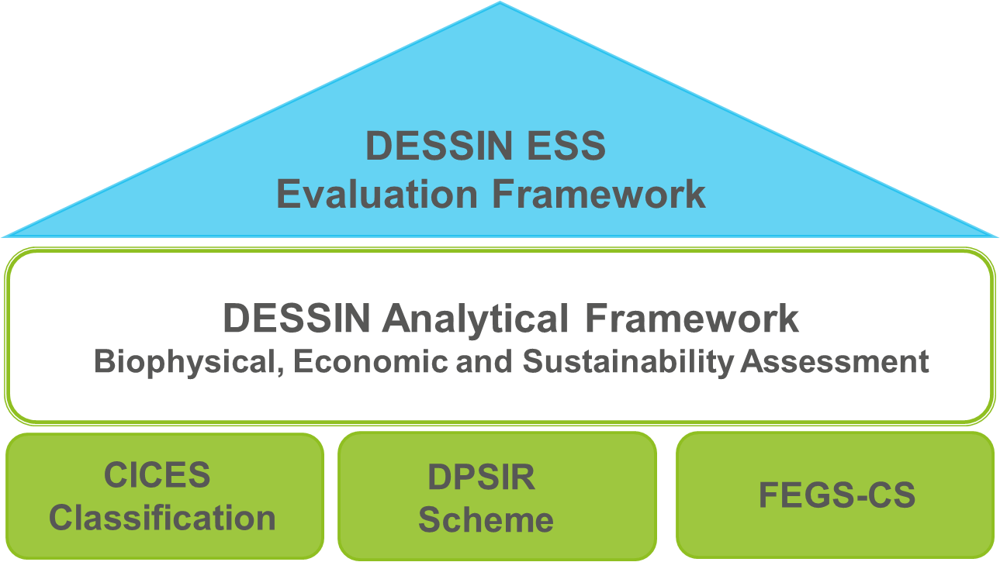 DESSIN ESS
Evaluation Framework
DESSIN Analytical Framework
Biophysical, Economic and Sustainability Assessment
CICES
Classification
DPSIR
Scheme
FEGS-CS